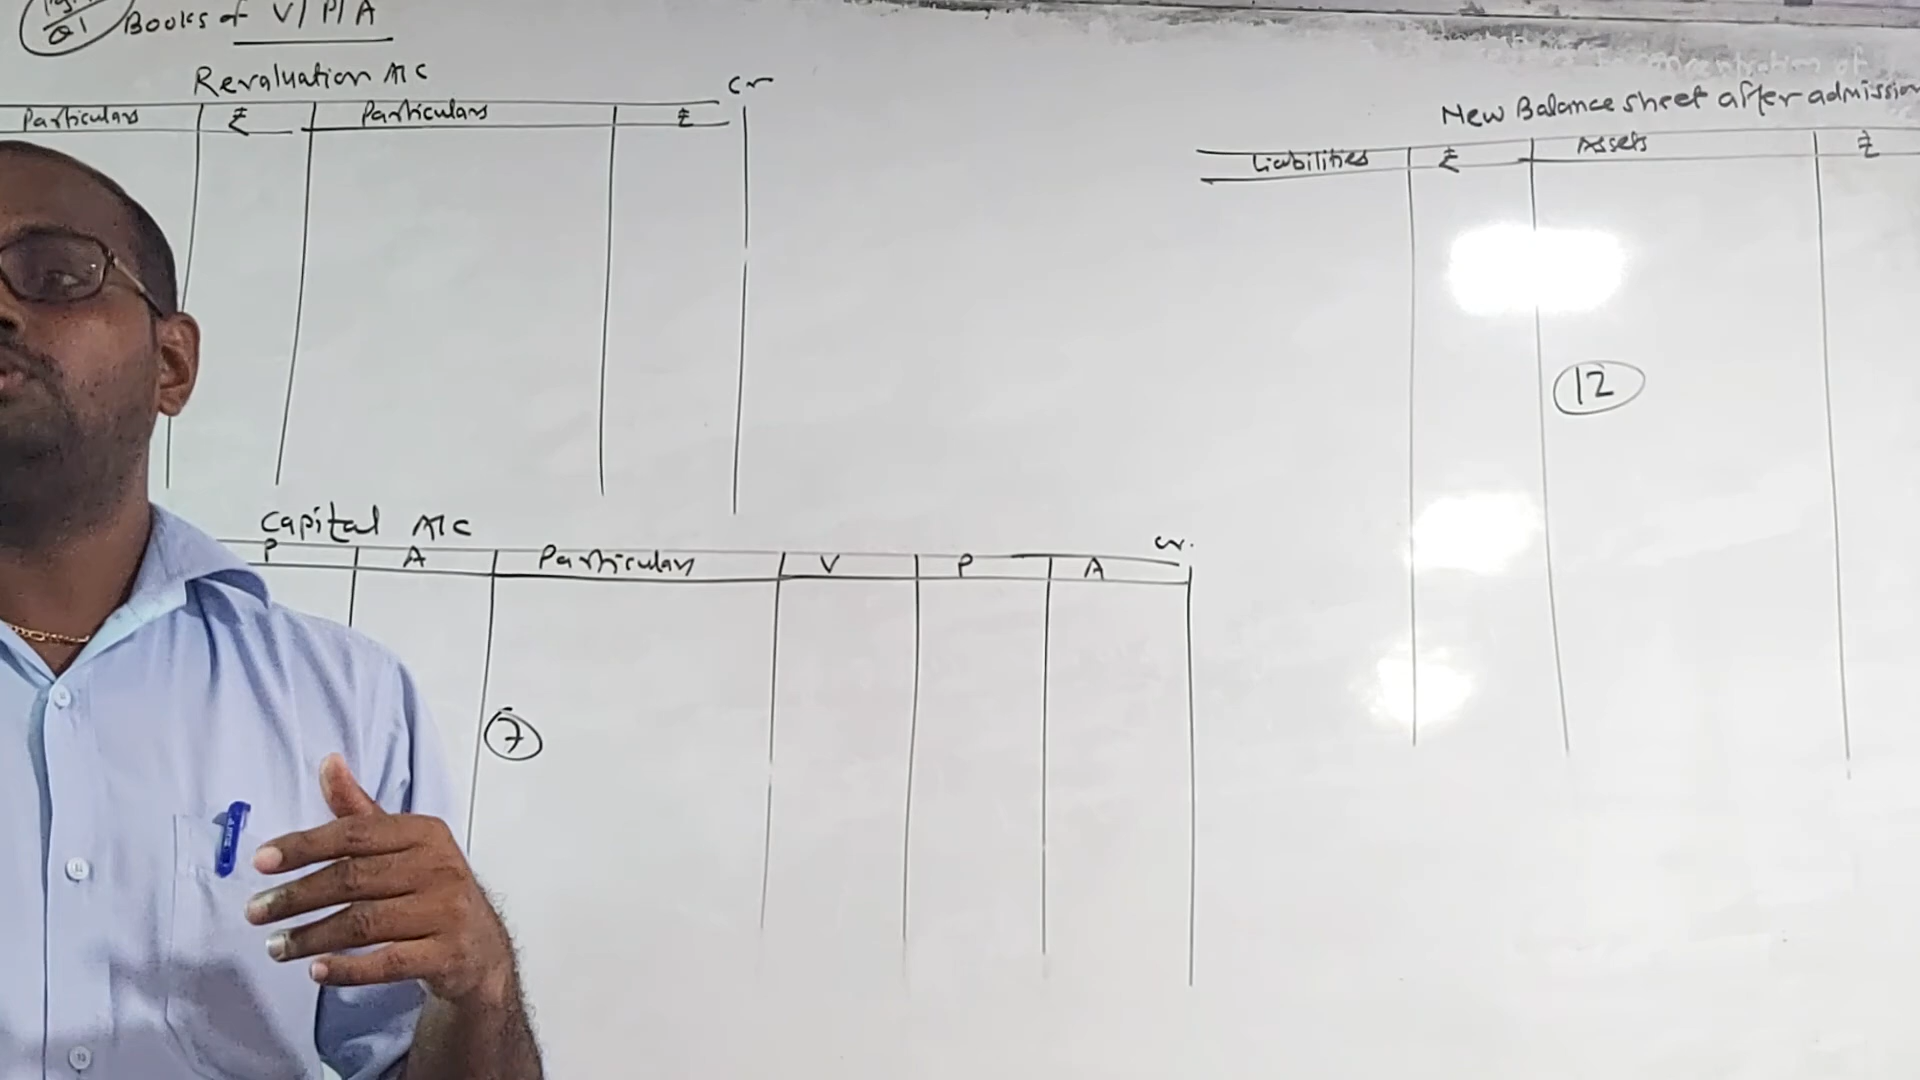 Q1 Books of V/P/A
Revaluation A/C Cr
Particulars ₹ Particulars ₹
New Balance sheet after admission
Liabilities ₹ Assets ₹
12
Capital A/C Cr.
P A Particulars V P A
7